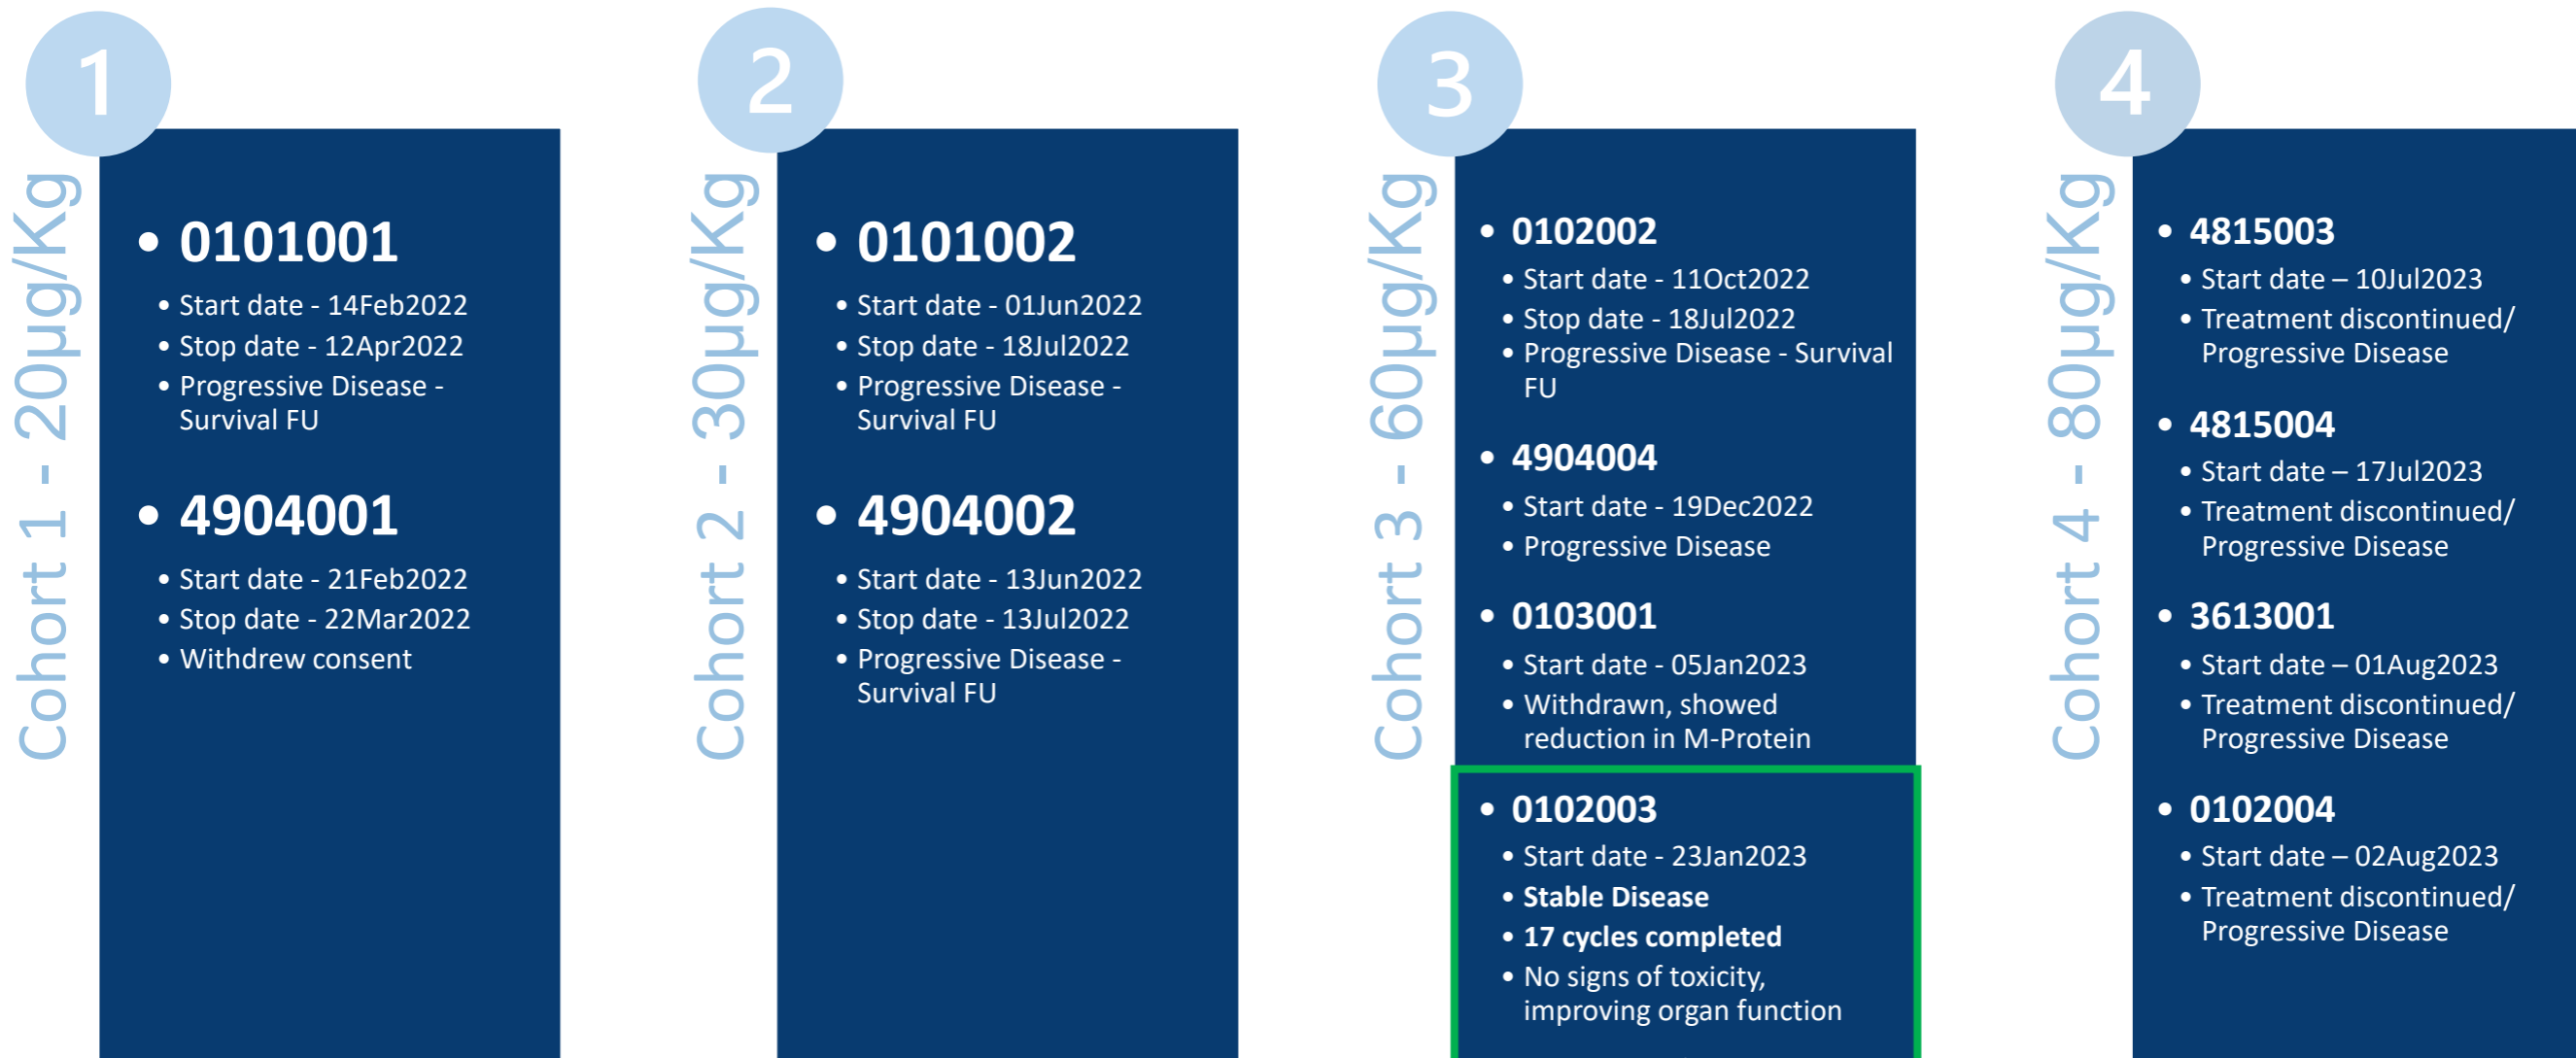 1
Cohort 1 - 20µg/Kg
• 0101001
• Start date - 14Feb2022
• Stop date - 12Apr2022
• Progressive Disease -
Survival FU
• 4904001
• Start date - 21Feb2022
• Stop date - 22Mar2022
• Withdrew consent
2
Cohort 2 - 30µg/Kg
• 0101002
• Start date - 01Jun2022
• Stop date - 18Jul2022
• Progressive Disease -
Survival FU
• 4904002
• Start date - 13Jun2022
• Stop date - 13Jul2022
• Progressive Disease -
Survival FU
3
Cohort 3 - 60µg/Kg
• 0102002
• Start date - 11Oct2022
• Stop date - 18Jul2022
• Progressive Disease - Survival
FU
• 4904004
• Start date - 19Dec2022
• Progressive Disease
• 0103001
• Start date - 05Jan2023
• Withdrawn, showed
reduction in M-Protein
• 0102003
• Start date - 23Jan2023
• Stable Disease
• 17 cycles completed
• No signs of toxicity,
improving organ function
4
Cohort 4 - 80µg/Kg
• 4815003
• Start date – 10Jul2023
• Treatment discontinued/
Progressive Disease
• 4815004
• Start date – 17Jul2023
• Treatment discontinued/
Progressive Disease
• 3613001
• Start date – 01Aug2023
• Treatment discontinued/
Progressive Disease
• 0102004
• Start date – 02Aug2023
• Treatment discontinued/
Progressive Disease